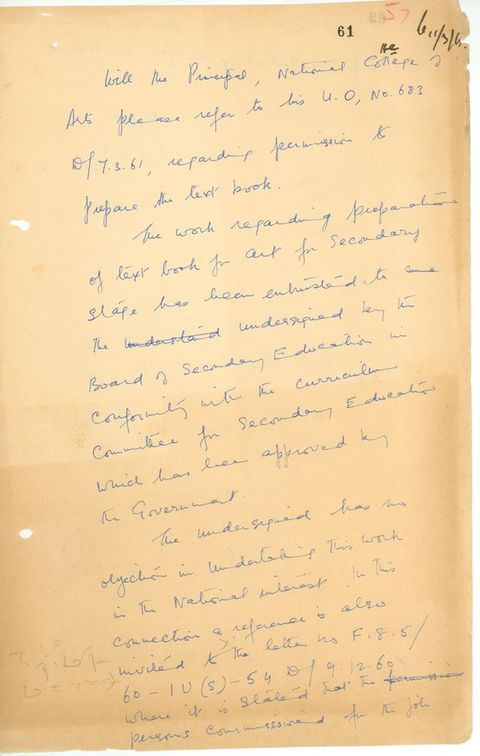 61
57
Will the Principal, National College of
Arts please refer to his U.O, No. 683
D/ 7.3.61, regarding permission to
Prepare the text book.
The work regarding preparation
of text book for art for Secondary
stage has been entrusted to
the understand undersigned by the
Board of Secondary Education in
conformity with the curriculum
Committee for Secondary Education
which has been approved by
the Government.
The undersigned has no
objection in undertaking this work
in the National interest. In this
connection a reference is also
invited to the letter no F.8.5/
60-IU(S)-54 D/ 9.12.60
where it is stated that the
persons commissioned for the job